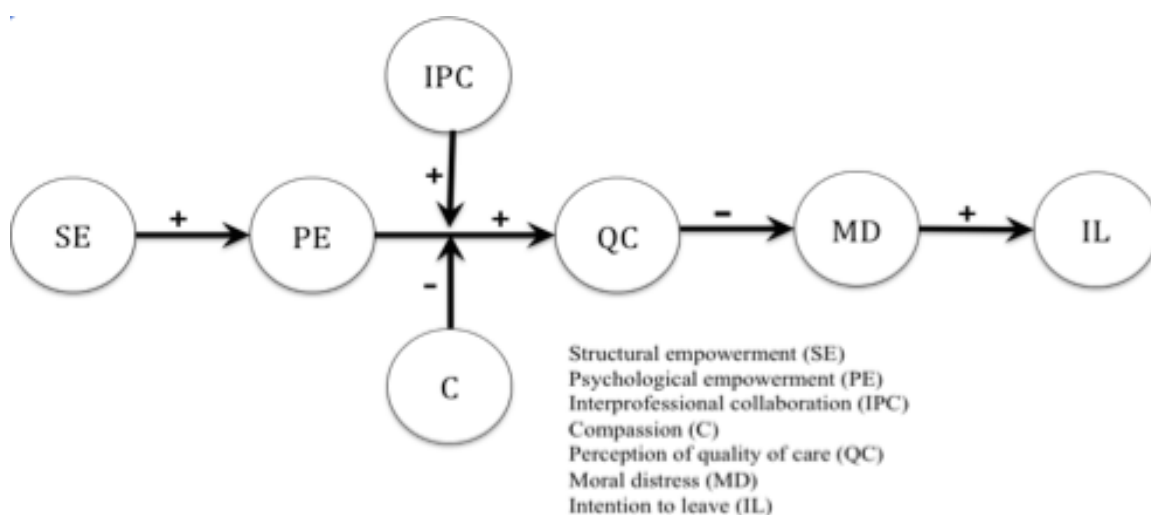 IPC
+
SE + PE + QC - MD + IL
-
C
Structural empowerment (SE)
Psychological empowerment (PE)
Interprofessional collaboration (IPC)
Compassion (C)
Perception of quality of care (QC)
Moral distress (MD)
Intention to leave (IL)